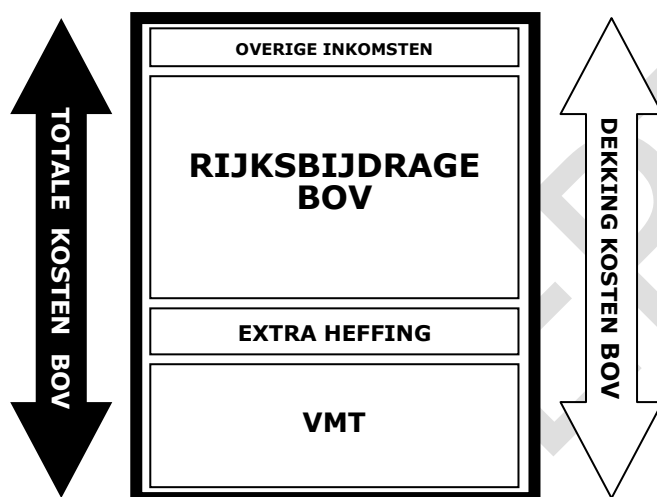 OVERIGE INKOMSTEN
TOTALE KOSTEN BOV
RIJKSBIJDRAGE
BOV
DEKKING KOSTEN BOV
EXTRA HEFFING
VMT